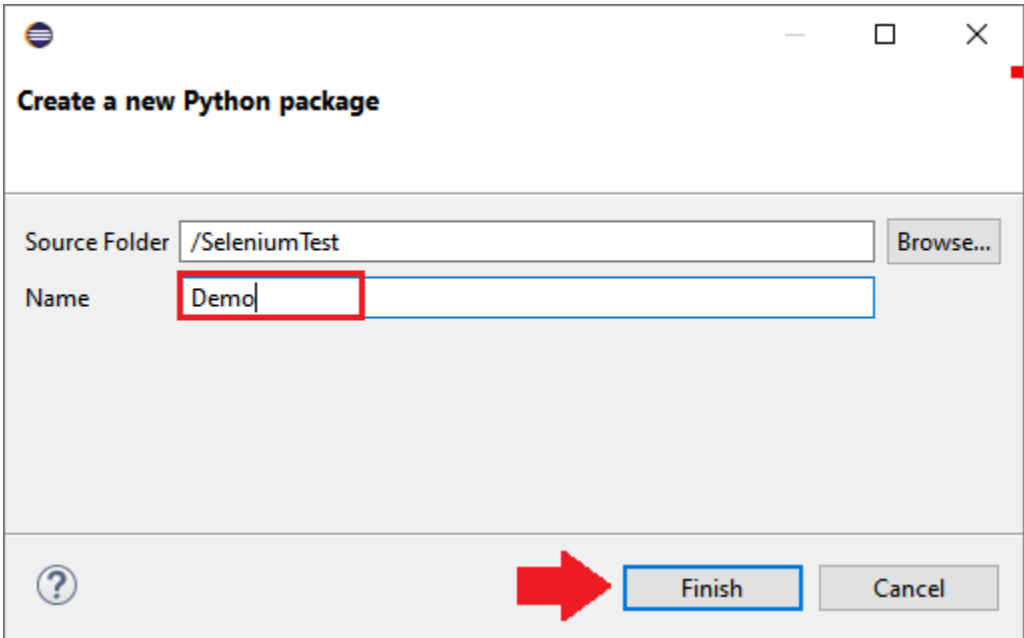 Create a new Python package
Source Folder /SeleniumTest Browse...
Name Demo
? Finish Cancel